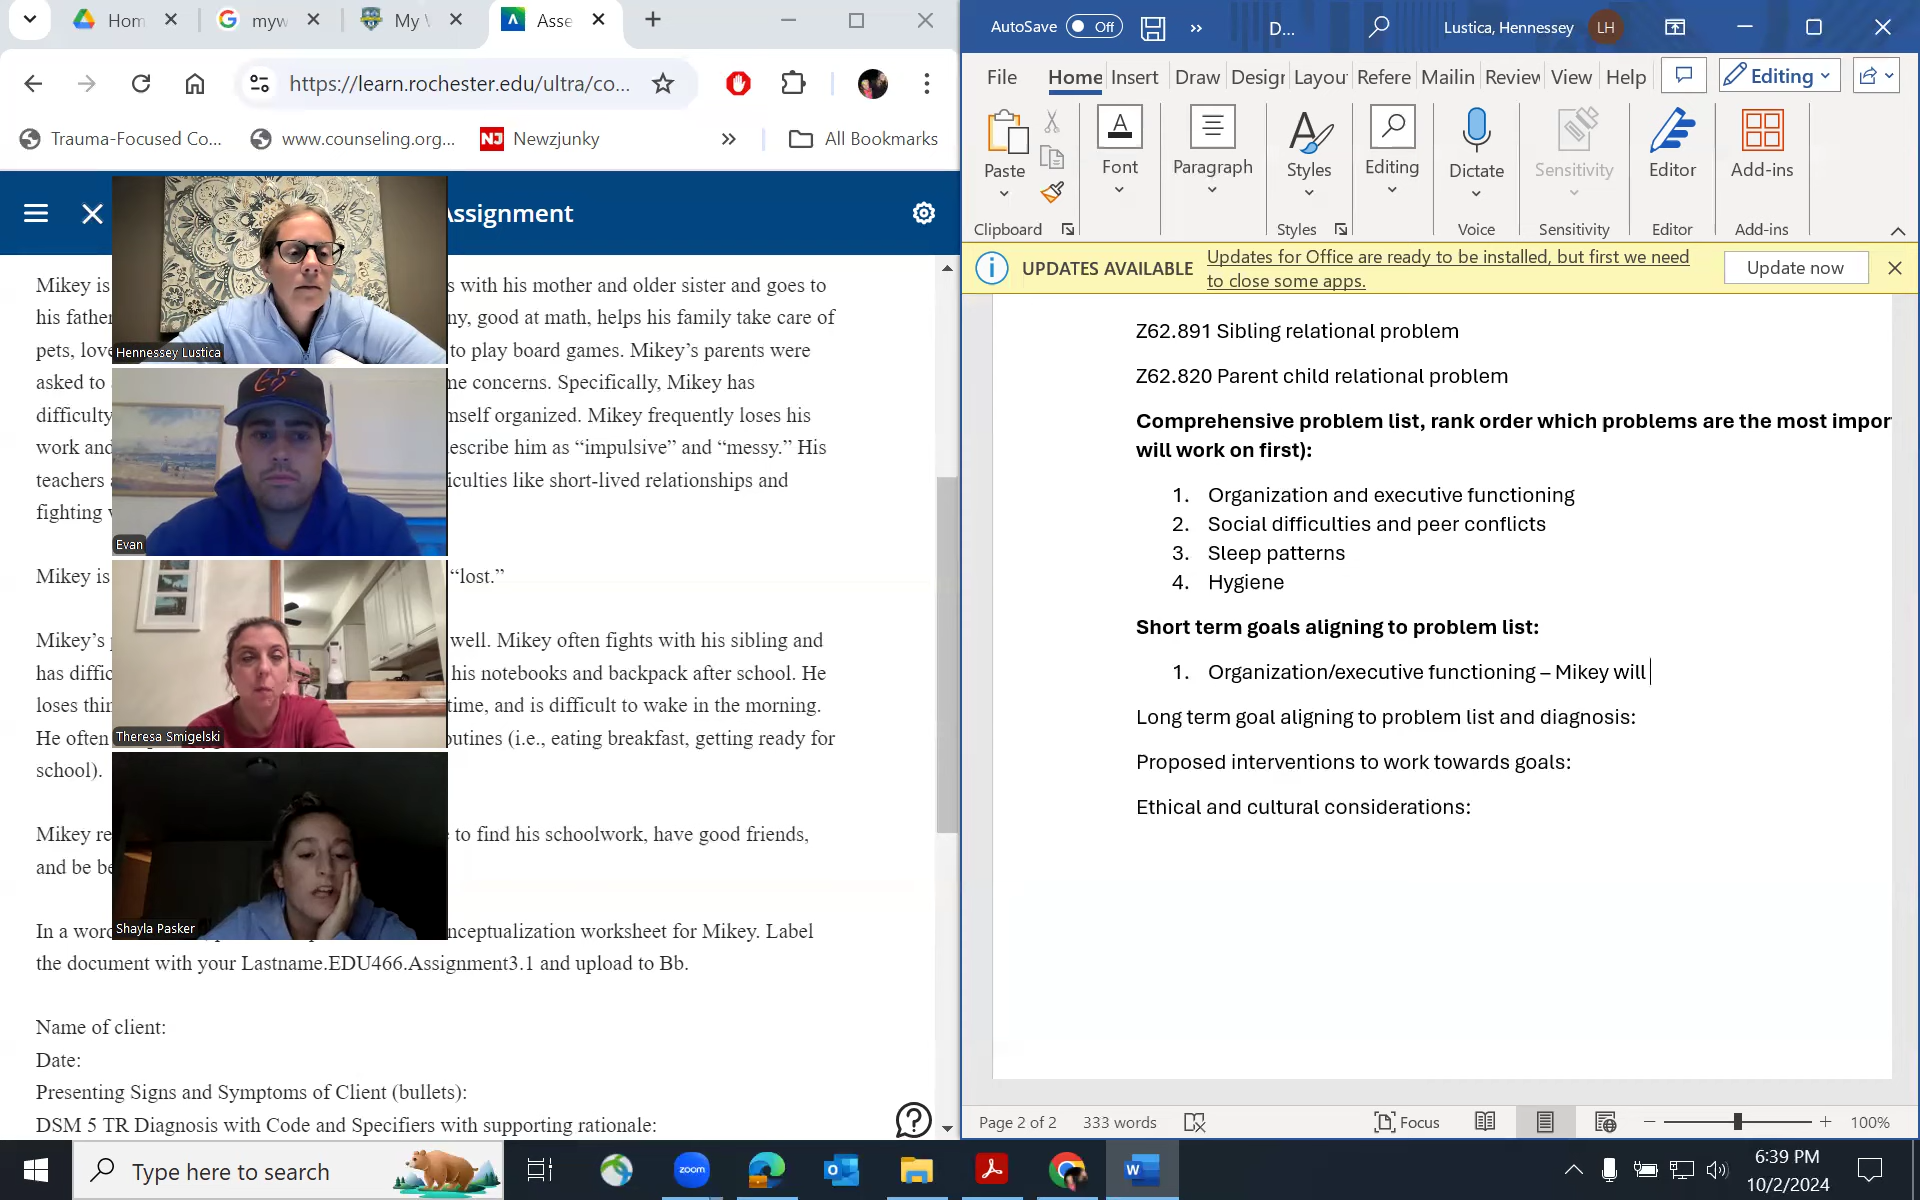 Hom
myw
My V
Asse
https://learn.rochester.edu/ultra/co...
Trauma-Focused Co...
www.counseling.org...
NJ
Newzjunky
All Bookmarks
Assignment
Mikey is
s with his mother and older sister and goes to
his father
ny, good at math, helps his family take care of
pets, love
to play board games. Mikey’s parents were
asked to
ne concerns. Specifically, Mikey has
difficulty
mself organized. Mikey frequently loses his
work and
escribe him as “impulsive” and “messy.” His
teachers
iculties like short-lived relationships and
fighting
Mikey is
“lost.”
Mikey’s
well. Mikey often fights with his sibling and
has diffic
his notebooks and backpack after school. He
loses thin
time, and is difficult to wake in the morning.
He often
outines (i.e., eating breakfast, getting ready for
school).
Mikey re
to find his schoolwork, have good friends,
and be be
In a word
nceptualization worksheet for Mikey. Label
the document with your Lastname.EDU466.Assignment3.1 and upload to Bb.
Name of client:
Date:
Presenting Signs and Symptoms of Client (bullets):
DSM 5 TR Diagnosis with Code and Specifiers with supporting rationale:
Hennessey Lustica
Evan
Theresa Smigelski
Shayla Pasker
AutoSave Off
D...
Lustica, Hennessey LH
File Home Insert Draw Desigr Layou Refere Mailin Review View Help Editing
Paste
Font
Paragraph
Styles
Editing
Dictate
Sensitivity
Editor
Add-ins
Clipboard
Styles
Voice
Sensitivity
Editor
Add-ins
UPDATES AVAILABLE
Updates for Office are ready to be installed, but first we need
to close some apps.
Update now
Z62.891 Sibling relational problem
Z62.820 Parent child relational problem
Comprehensive problem list, rank order which problems are the most impor
will work on first):
1. Organization and executive functioning
2. Social difficulties and peer conflicts
3. Sleep patterns
4. Hygiene
Short term goals aligning to problem list:
1. Organization/executive functioning – Mikey will
Long term goal aligning to problem list and diagnosis:
Proposed interventions to work towards goals:
Ethical and cultural considerations:
Page 2 of 2 333 words
Focus
100%
Type here to search
zoom
6:39 PM
10/2/2024